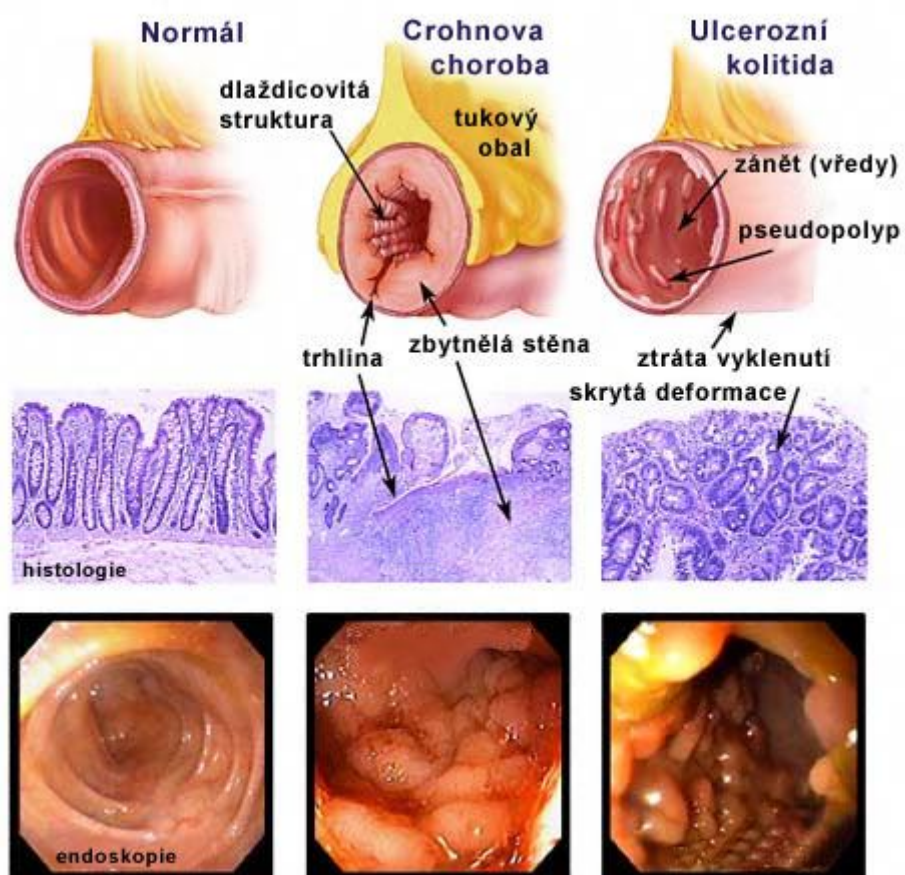 Normál
Crohnova
choroba
Ulcerozní
kolitida
dlaždicovitá
struktura
tukový
obal
zánět (vředy)
pseudopolyp
trhlina
zbytnělá stěna
ztráta vyklenutí
skrytá deformace
histologie
endoskopie